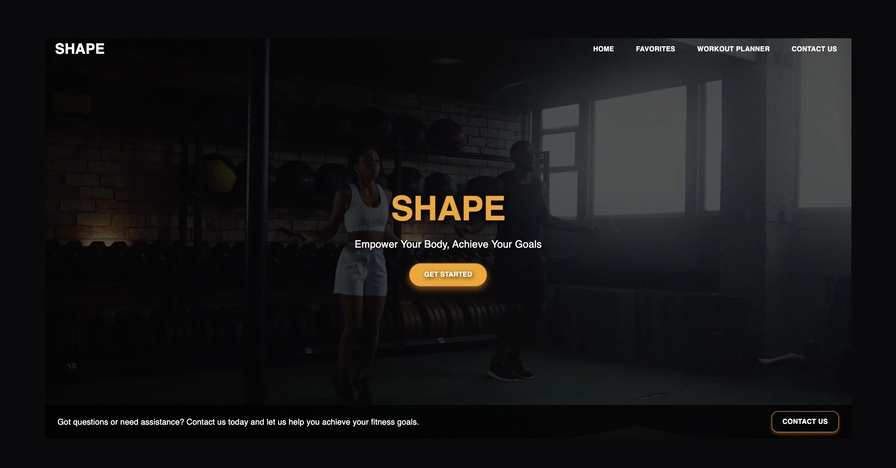 SHAPE
HOME FAVORITES WORKOUT PLANNER CONTACT US
SHAPE
Empower Your Body, Achieve Your Goals
GET STARTED
Got questions or need assistance? Contact us today and let us help you achieve your fitness goals.
CONTACT US